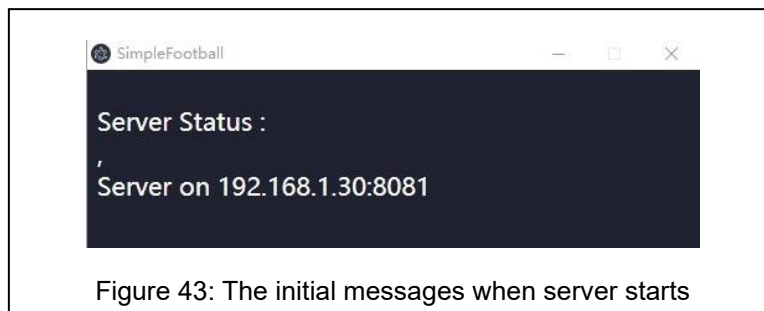 SimpleFootball
Server Status :
,
Server on 192.168.1.30:8081
Figure 43: The initial messages when server starts